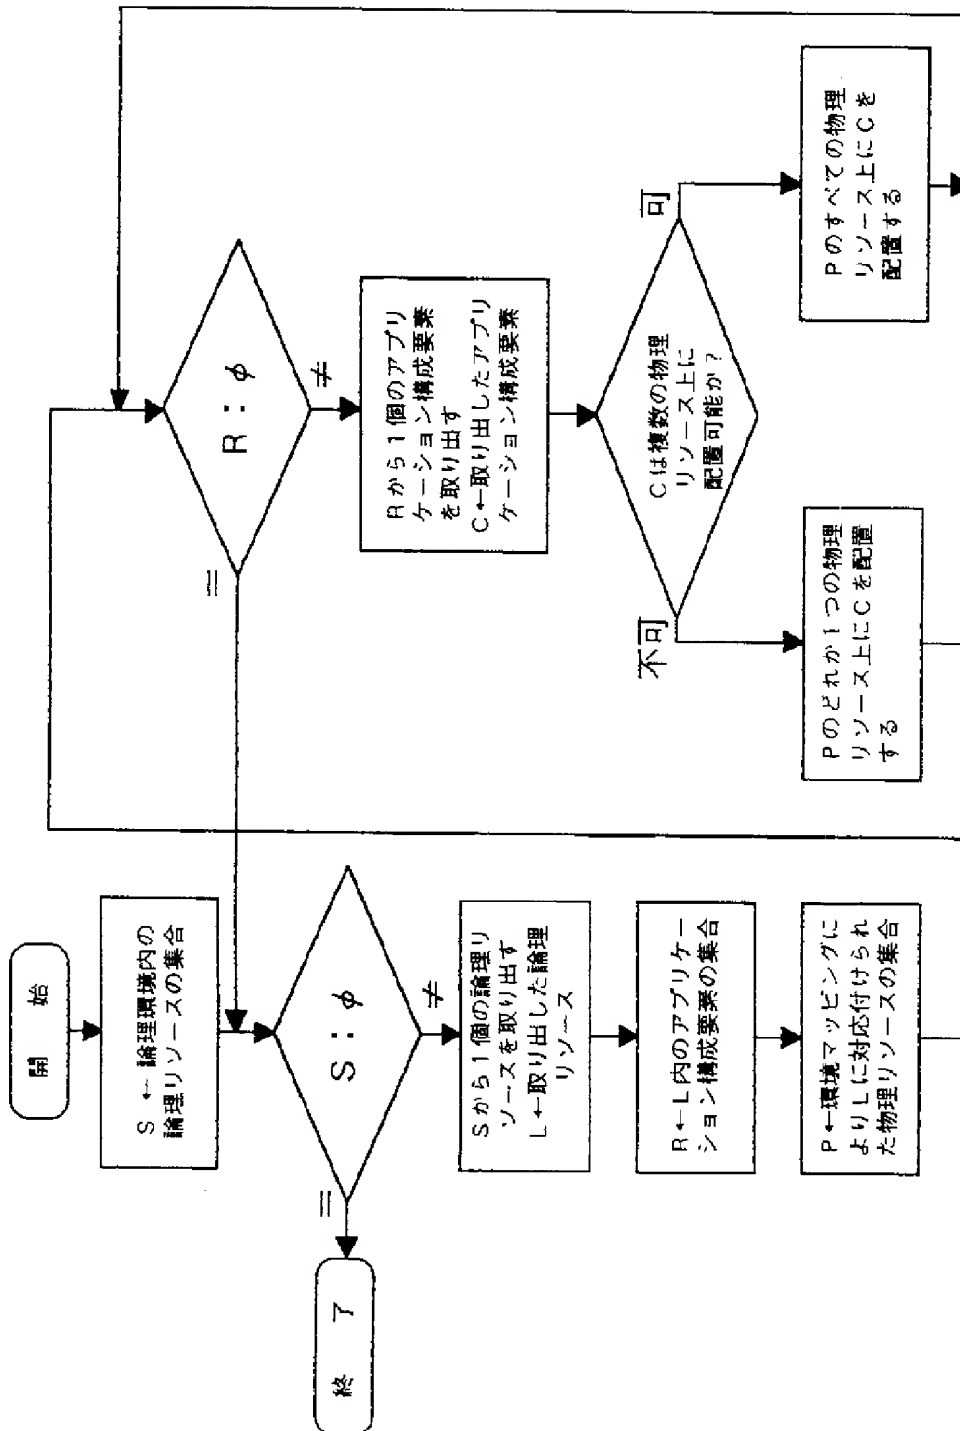 開 始
S ← 論理環境内の
論理リソースの集合
S : φ
=
≠
終 了
Sから1個の論理リ
ソースを取り出す
L←取り出した論理
リソース
R←L内のアプリケー
ション構成要素の集合
P←環境マッピングに
よりLに対応付けられ
た物理リソースの集合
R : φ
=
≠
Rから1個のアプリ
ケーション構成要素
を取り出す
C←取り出したアプリ
ケーション構成要素
Cは複数の物理
リソース上に
配置可能か?
不可
可
Pのどれか1つの物理
リソース上にCを配置
する
Pのすべての物理
リソース上にCを
配置する